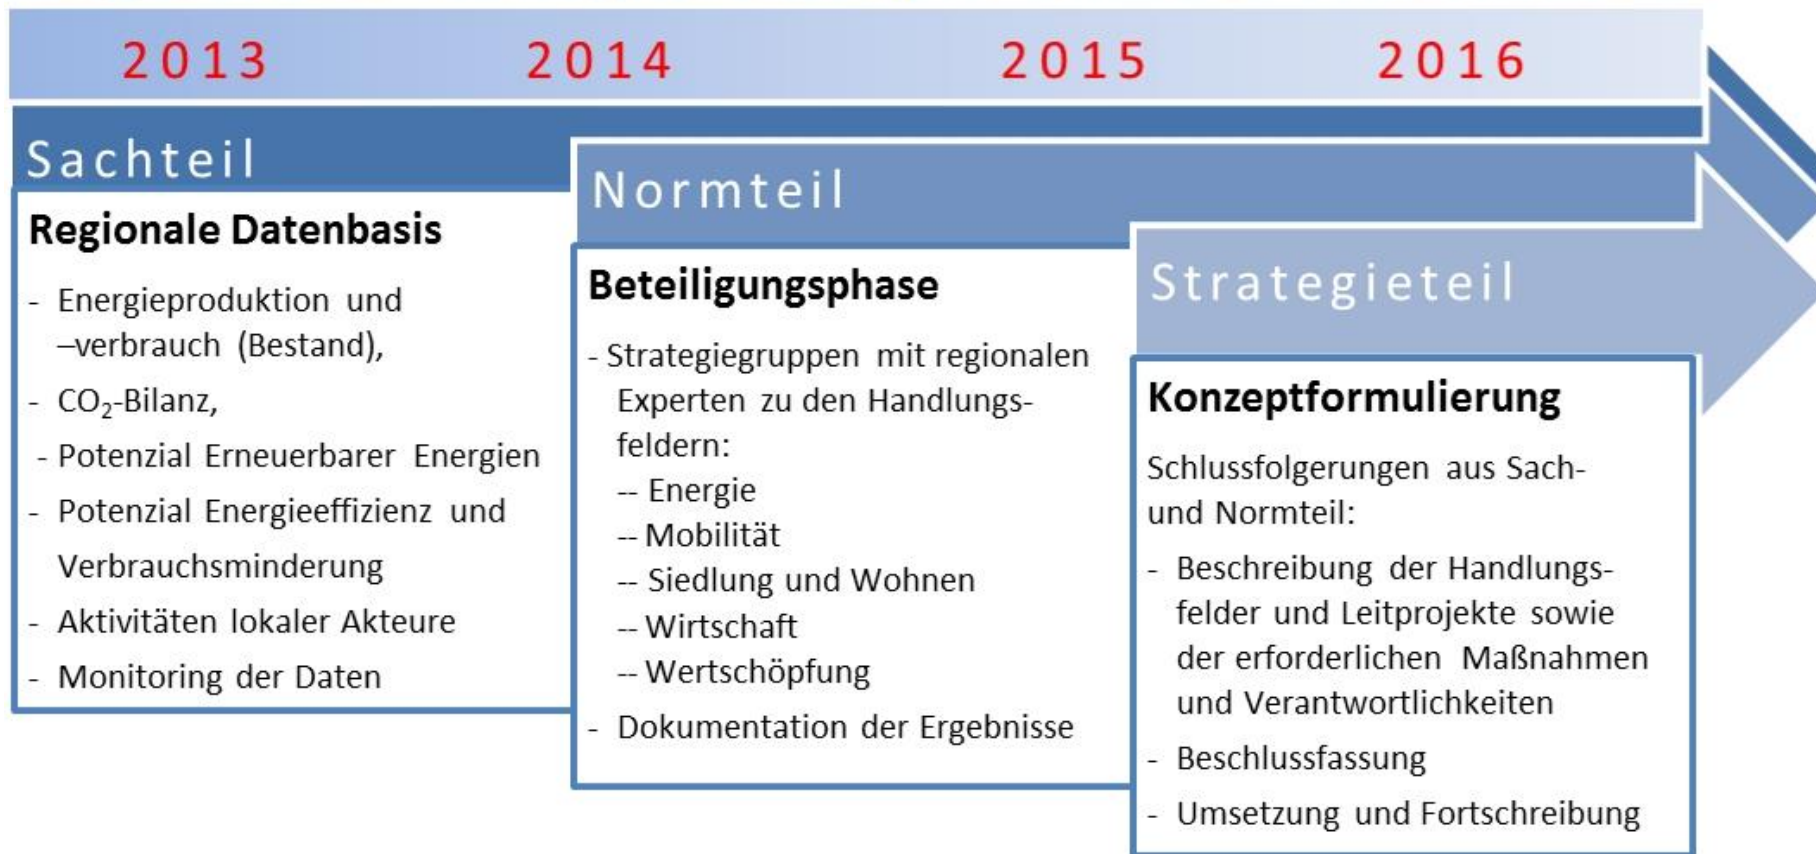 2013 2014 2015 2016
Sachteil
Regionale Datenbasis
- Energieproduktion und
–verbrauch (Bestand),
- CO₂-Bilanz,
- Potenzial Erneuerbarer Energien
- Potenzial Energieeffizienz und
Verbrauchsminderung
- Aktivitäten lokaler Akteure
- Monitoring der Daten
Normteil
Beteiligungsphase
- Strategiegruppen mit regionalen
Experten zu den Handlungs-
feldern:
-- Energie
-- Mobilität
-- Siedlung und Wohnen
-- Wirtschaft
-- Wertschöpfung
- Dokumentation der Ergebnisse
Strategieteil
Konzeptformulierung
Schlussfolgerungen aus Sach-
und Normteil:
- Beschreibung der Handlungs-
felder und Leitprojekte sowie
der erforderlichen Maßnahmen
und Verantwortlichkeiten
- Beschlussfassung
- Umsetzung und Fortschreibung